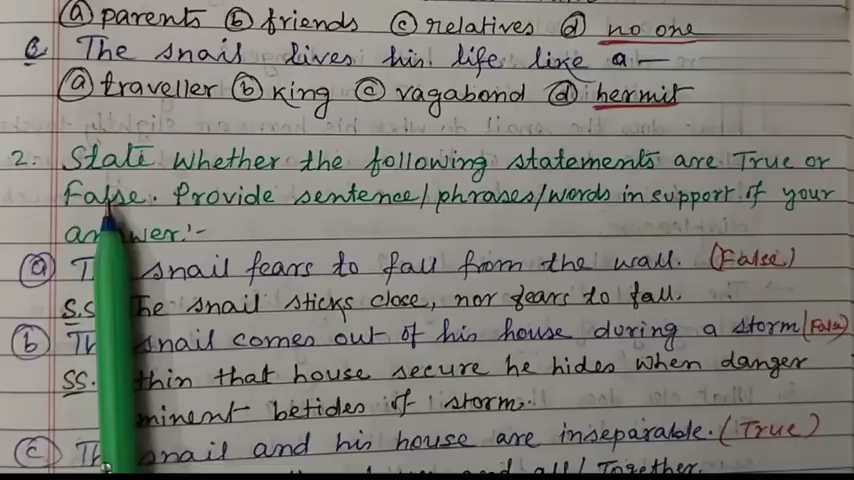 ⓐ parents ⓑ friends ⓒ relatives ⓓ no one
The snail lives his life like a —
ⓐ traveller ⓑ king ⓒ vagabond ⓓ hermit
2. State whether the following statements are True or
False. Provide sentence/phrases/words in support of your
answer:-
ⓐ snail fears to fall from the wall. (False)
S.S The snail sticks close, nor fears to fall.
ⓑ snail comes out of his house during a storm (False)
SS. thin that house secure he hides when danger
minent betides of storm.
ⓒ snail and his house are inseparable. (True)
all/ Together.